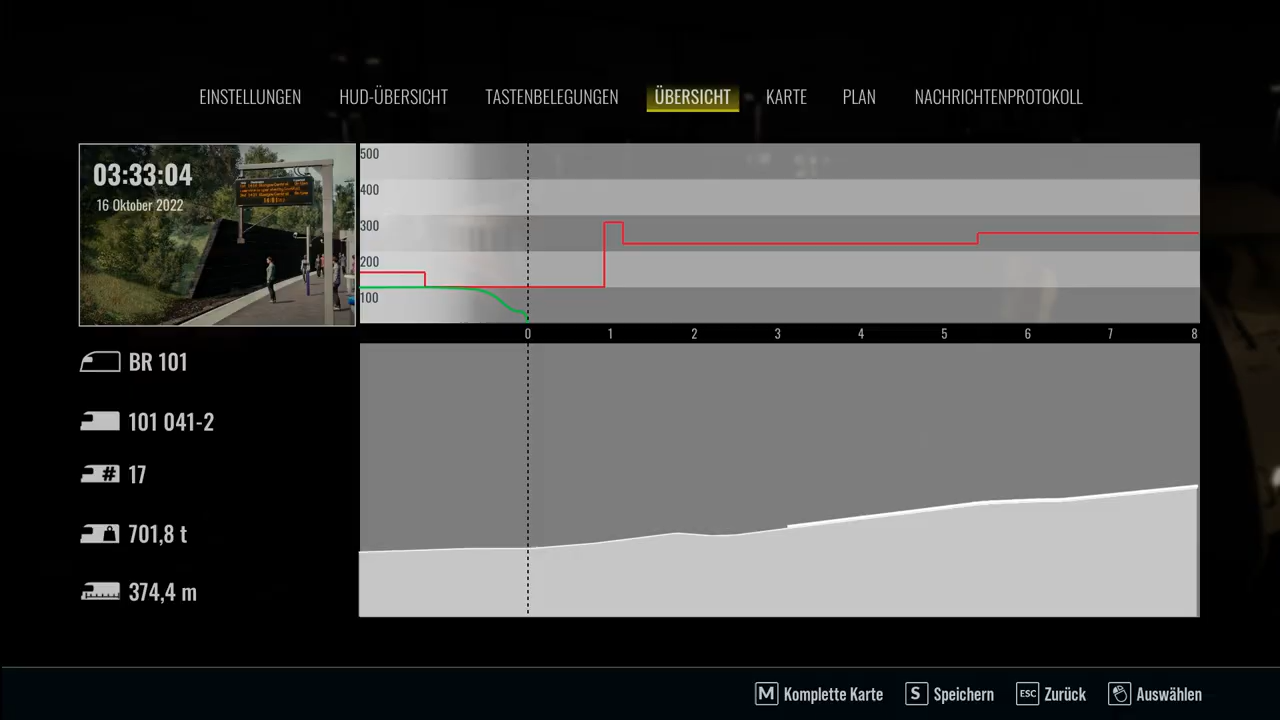 EINSTELLUNGEN HUD-ÜBERSICHT TASTENBELEGUNGEN ÜBERSICHT KARTE PLAN NACHRICHTENPROTOKOLL
03:33:04
16 Oktober 2022
500
400
300
200
100
0 1 2 3 4 5 6 7 8
BR 101
101 041-2
# 17
701,8 t
374,4 m
M Komplette Karte S Speichern ESC Zurück Auswählen